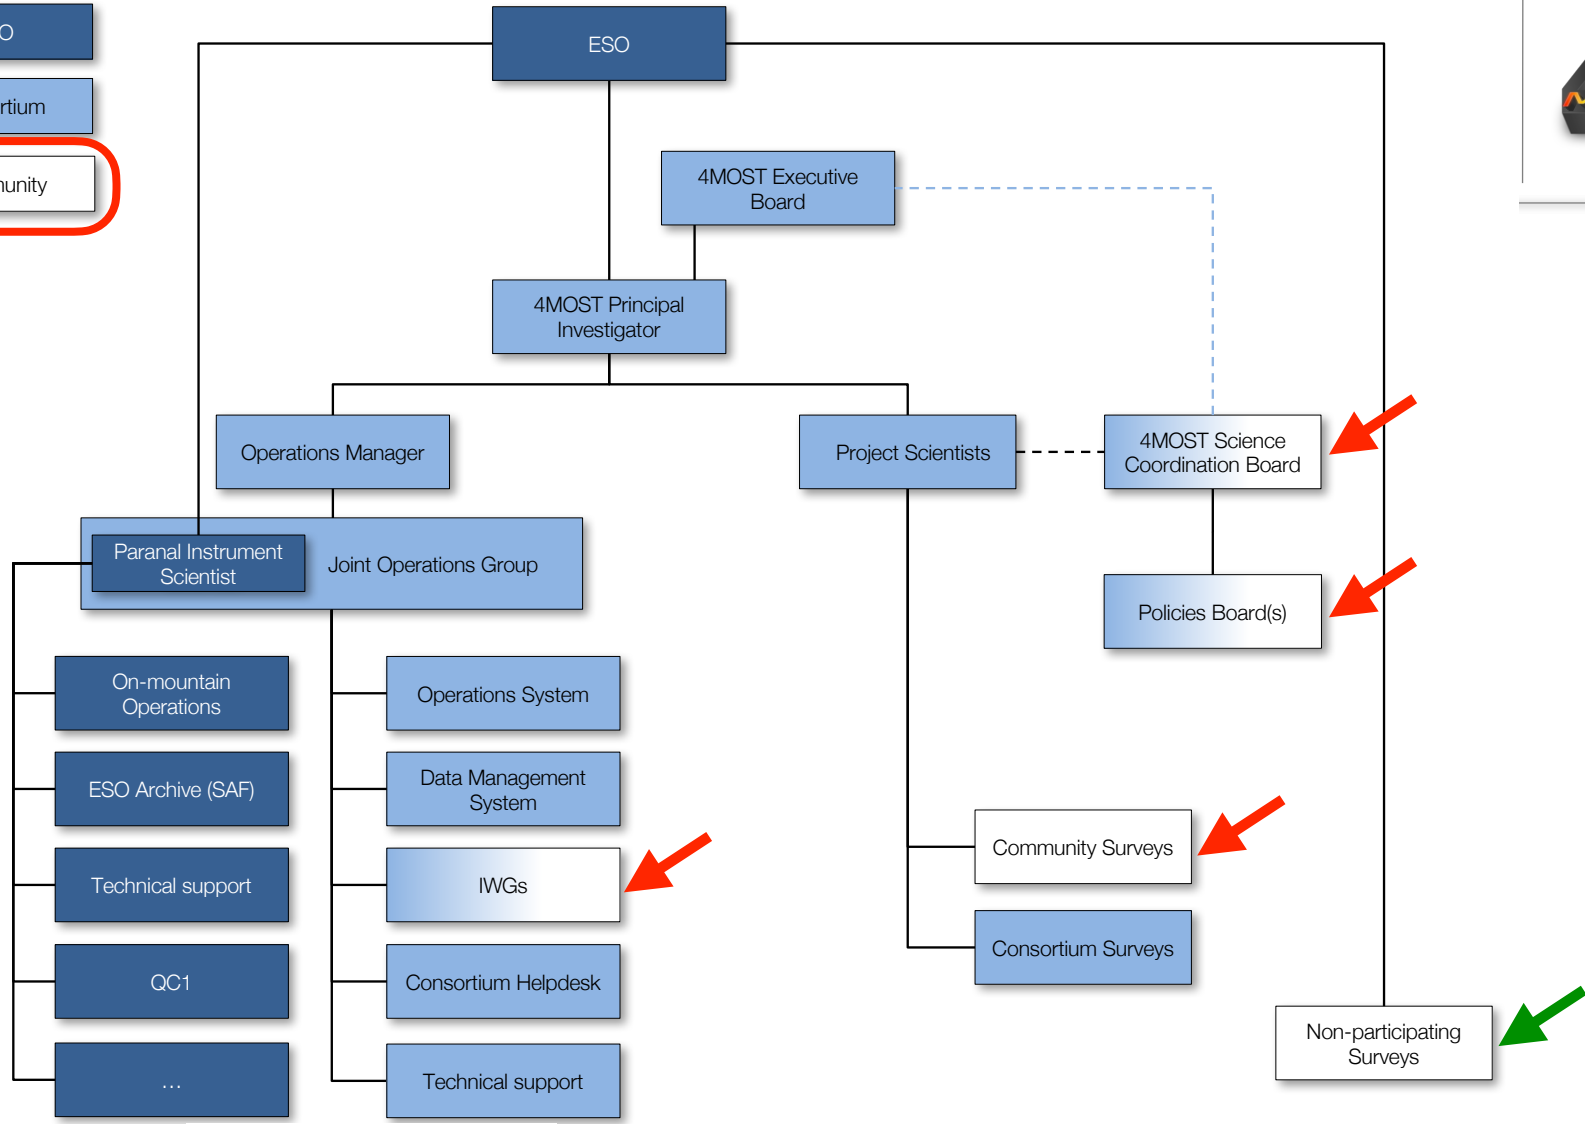 O
ESO
rtium
4MOST Executive
Board
nunity
4MOST Principal
Investigator
Operations Manager
Project Scientists
4MOST Science
Coordination Board
Paranal Instrument
Scientist
Joint Operations Group
Policies Board(s)
On-mountain
Operations
Operations System
ESO Archive (SAF)
Data Management
System
Technical support
IWGs
Community Surveys
QC1
Consortium Helpdesk
Consortium Surveys
Non-participating
Surveys
...
Technical support